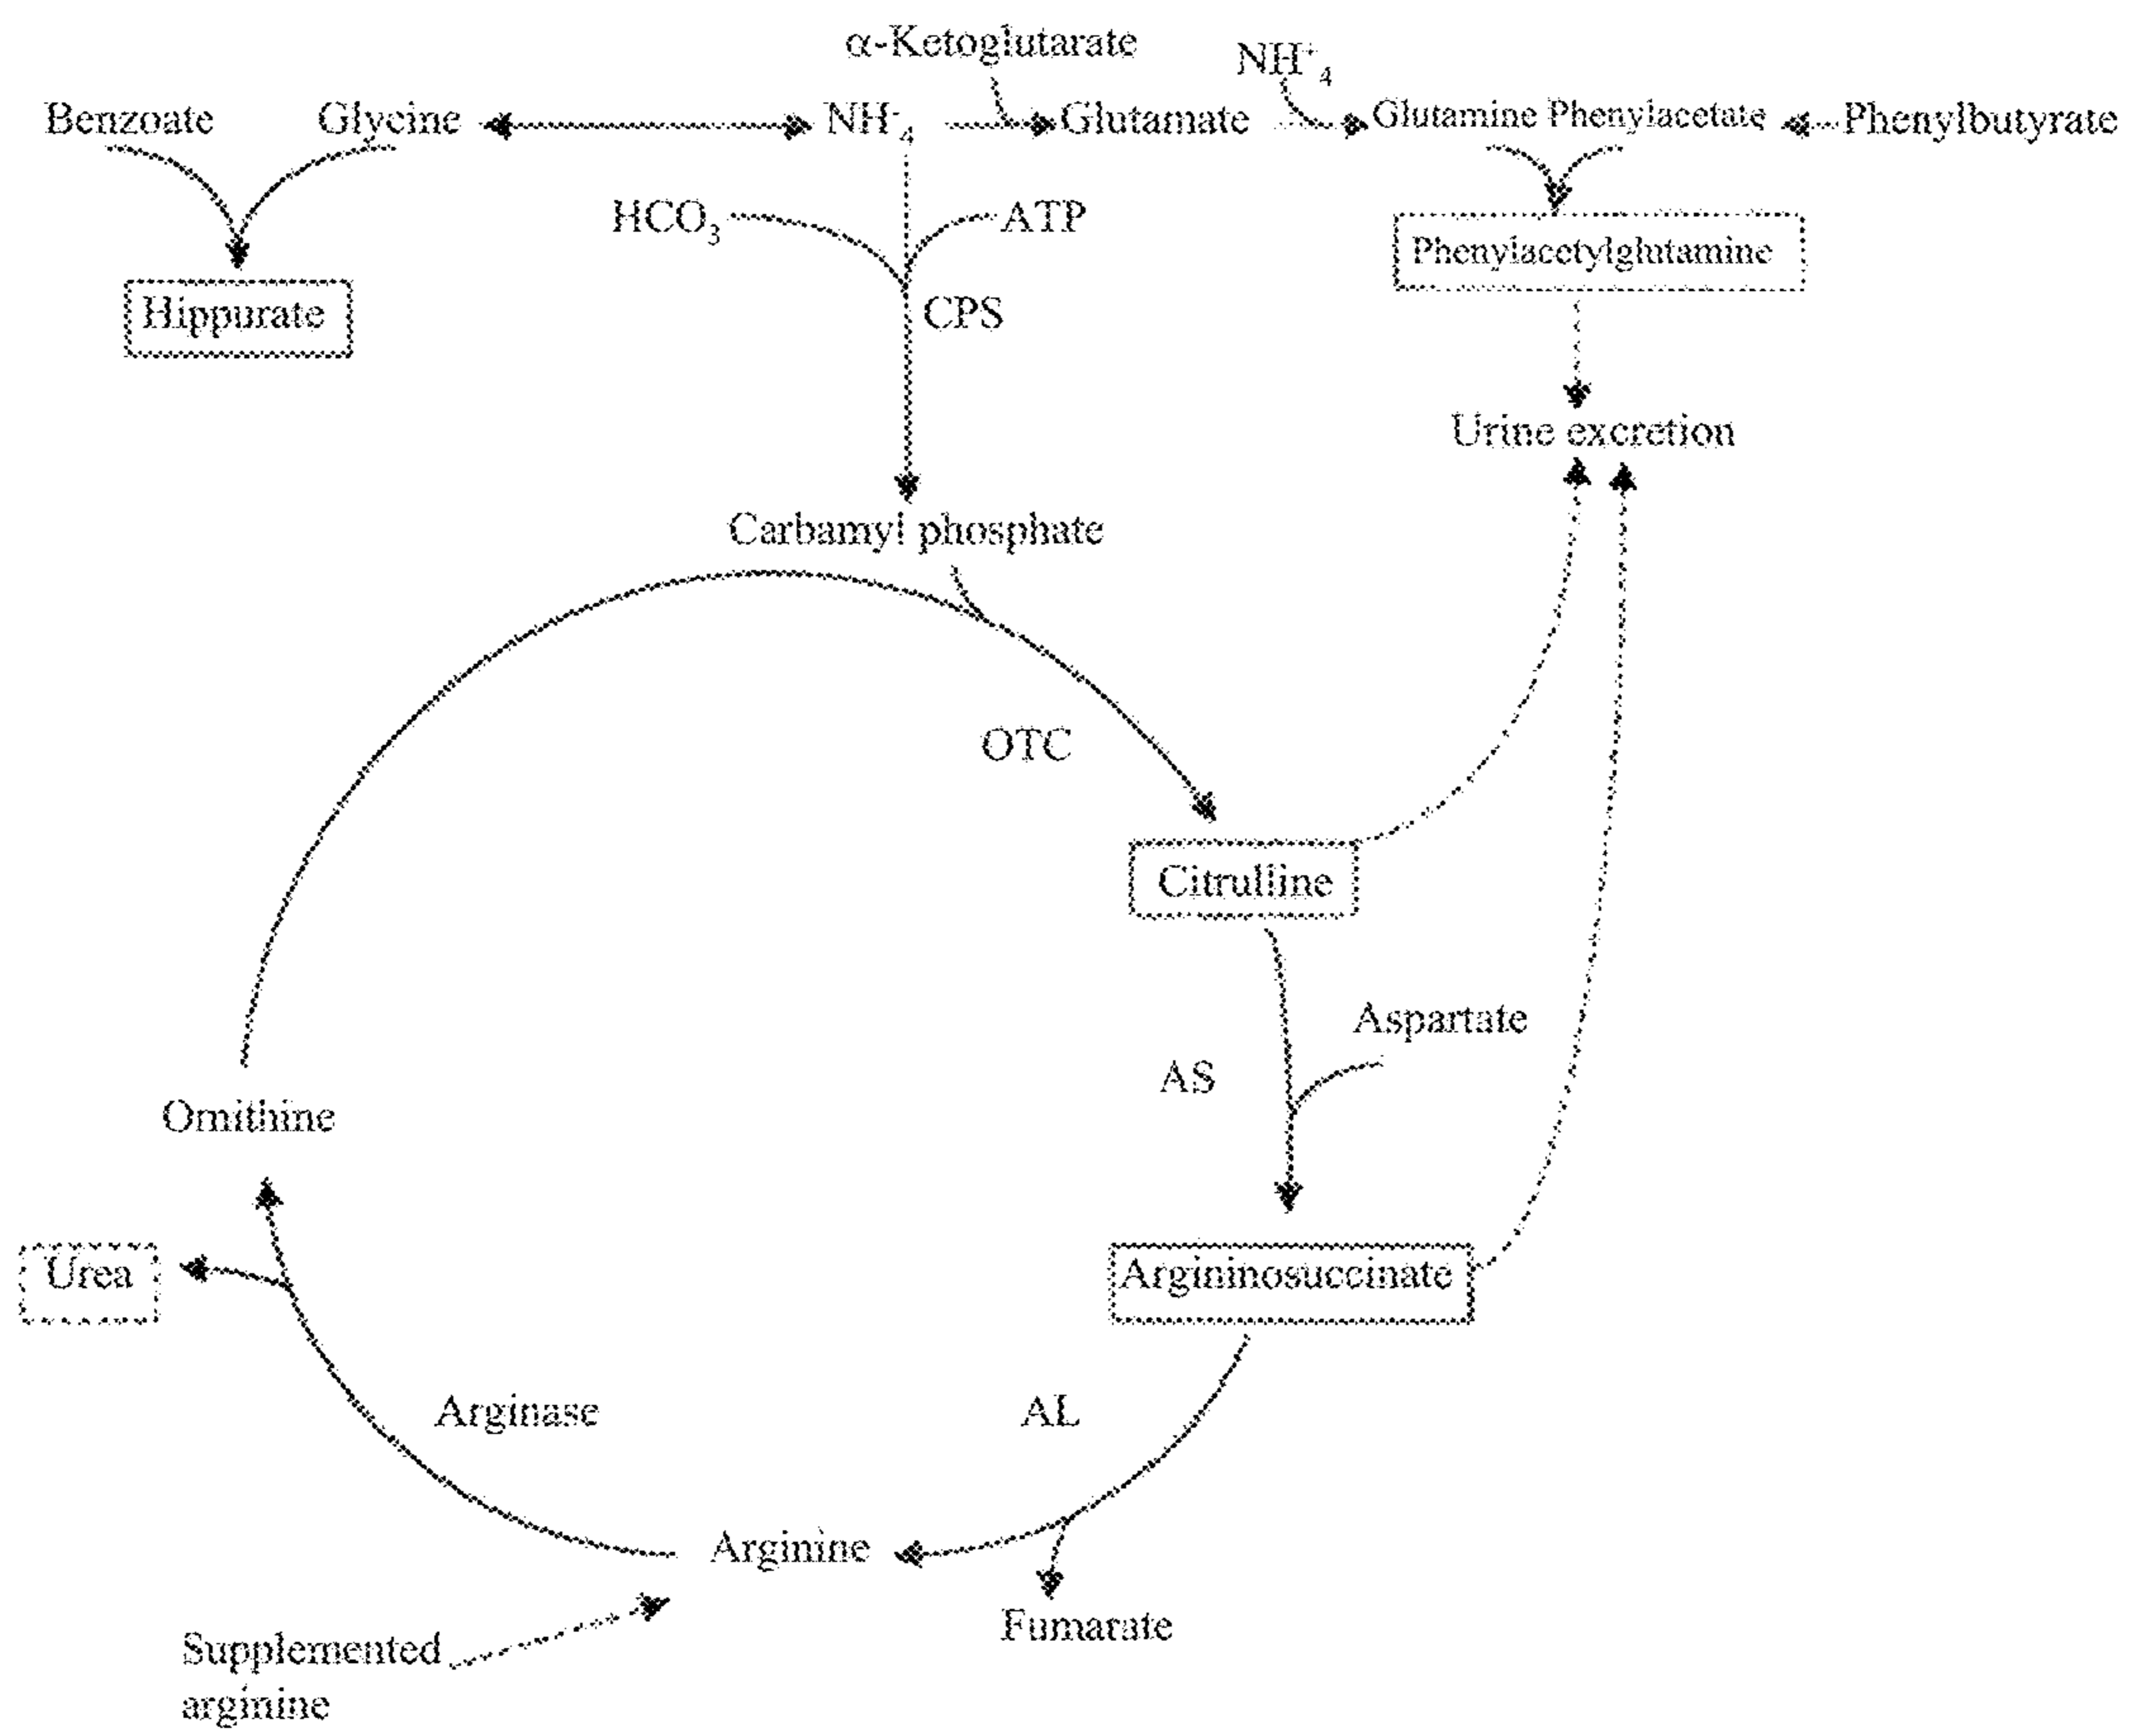 α-Ketoglutarate
NH⁺₄
Benzoate
Glycine
NH⁻₄
Glutamate
Glutamine Phenylacetate
Phenylbutyrate
HCO₃
ATP
Phenylacetylglutamine
Hippurate
CPS
Urine excretion
Carbamyl phosphate
OTC
Citrulline
Aspartate
AS
Ornithine
Urea
Argininosuccinate
Arginase
AL
Arginine
Fumarate
Supplemented
arginine